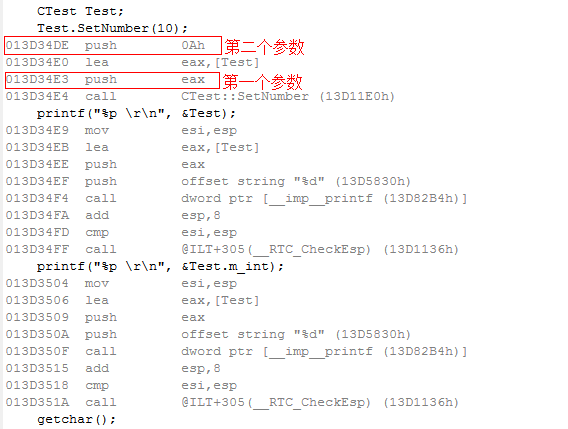 CTest Test;
Test.SetNumber(10);
013D34DE push 0Ah 第二个参数
013D34E0 lea eax,[Test]
013D34E3 push eax 第一个参数
013D34E4 call CTest::SetNumber (13D11E0h)
printf("%p \r\n", &Test);
013D34E9 mov esi,esp
013D34EB lea eax,[Test]
013D34EE push eax
013D34EF push offset string "%d" (13D5830h)
013D34F4 call dword ptr [__imp__printf (13D82B4h)]
013D34FA add esp,8
013D34FD cmp esi,esp
013D34FF call @ILT+305(__RTC_CheckEsp) (13D1136h)
printf("%p \r\n", &Test.m_int);
013D3504 mov esi,esp
013D3506 lea eax,[Test]
013D3509 push eax
013D350A push offset string "%d" (13D5830h)
013D350F call dword ptr [__imp__printf (13D82B4h)]
013D3515 add esp,8
013D3518 cmp esi,esp
013D351A call @ILT+305(__RTC_CheckEsp) (13D1136h)
getchar();